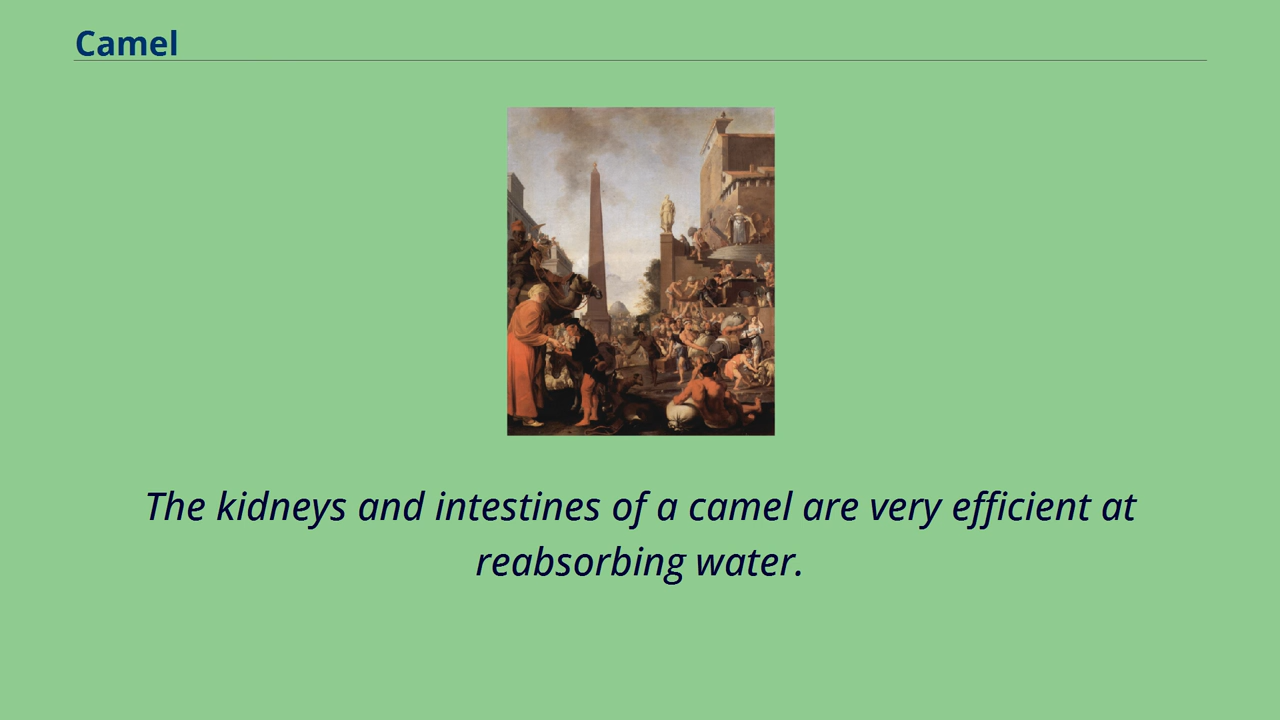 Camel
The kidneys and intestines of a camel are very efficient at
reabsorbing water.